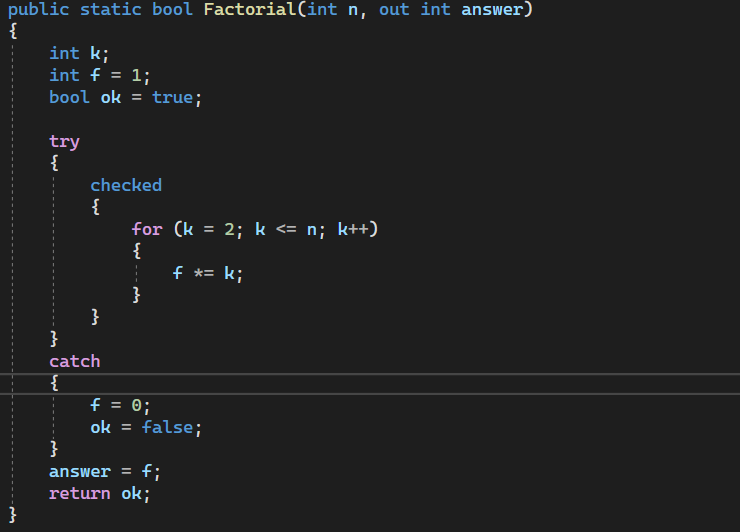 public static bool Factorial(int n, out int answer)
{
    int k;
    int f = 1;
    bool ok = true;

    try
    {
        checked
        {
            for (k = 2; k <= n; k++)
            {
                f *= k;
            }
        }
    }
    catch
    {
        f = 0;
        ok = false;
    }
    answer = f;
    return ok;
}